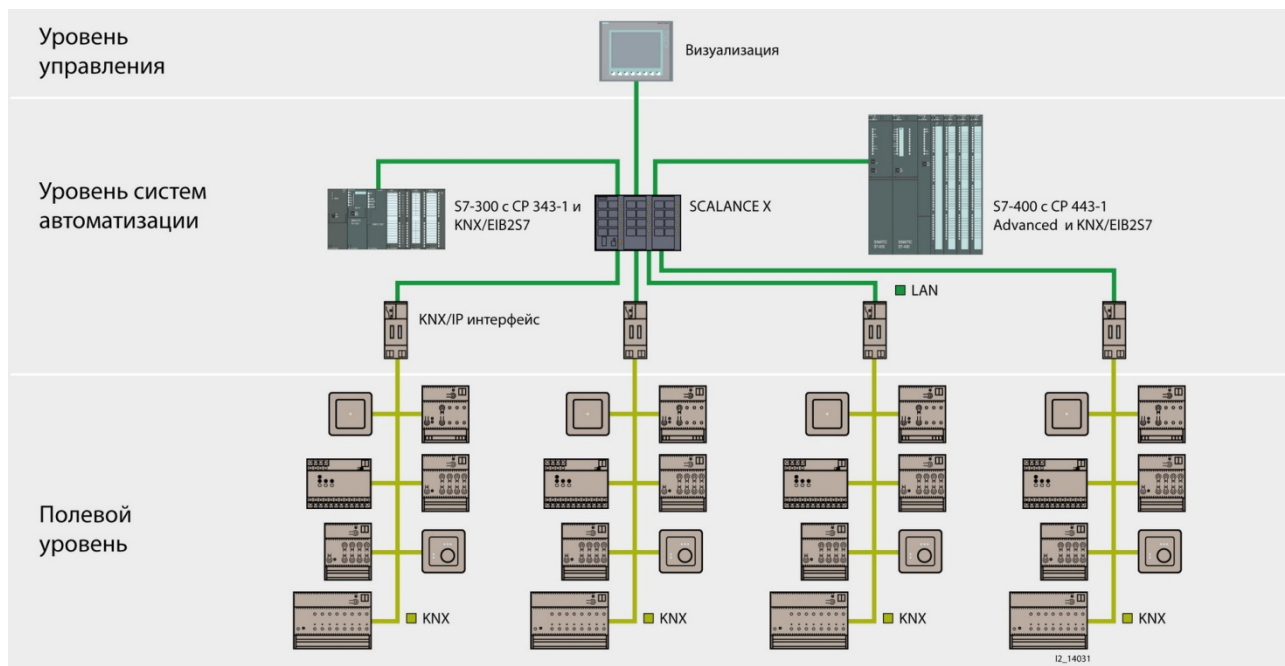 Уровень
управления
Визуализация
Уровень систем
автоматизации
S7-300 с CP 343-1 и
KNX/EIB2S7
SCALANCE X
S7-400 с CP 443-1
Advanced и KNX/EIB2S7
LAN
KNX/IP интерфейс
Полевой
уровень
KNX
KNX
KNX
KNX
I2_14031